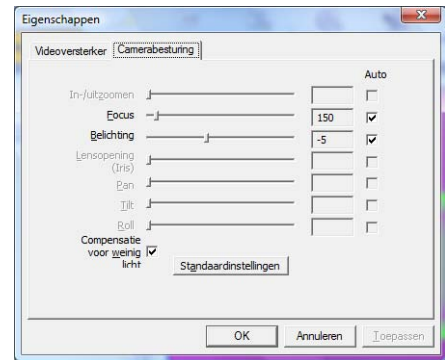 Eigenschappen
Videoversterker Camerabesturing
Auto
In-/uitzoomen
Focus 150
Belichting -5
Lensopening
(Iris)
Pan
Tilt
Roll
Compensatie
voor weinig
licht
Standaardinstellingen
OK Annuleren Toepassen